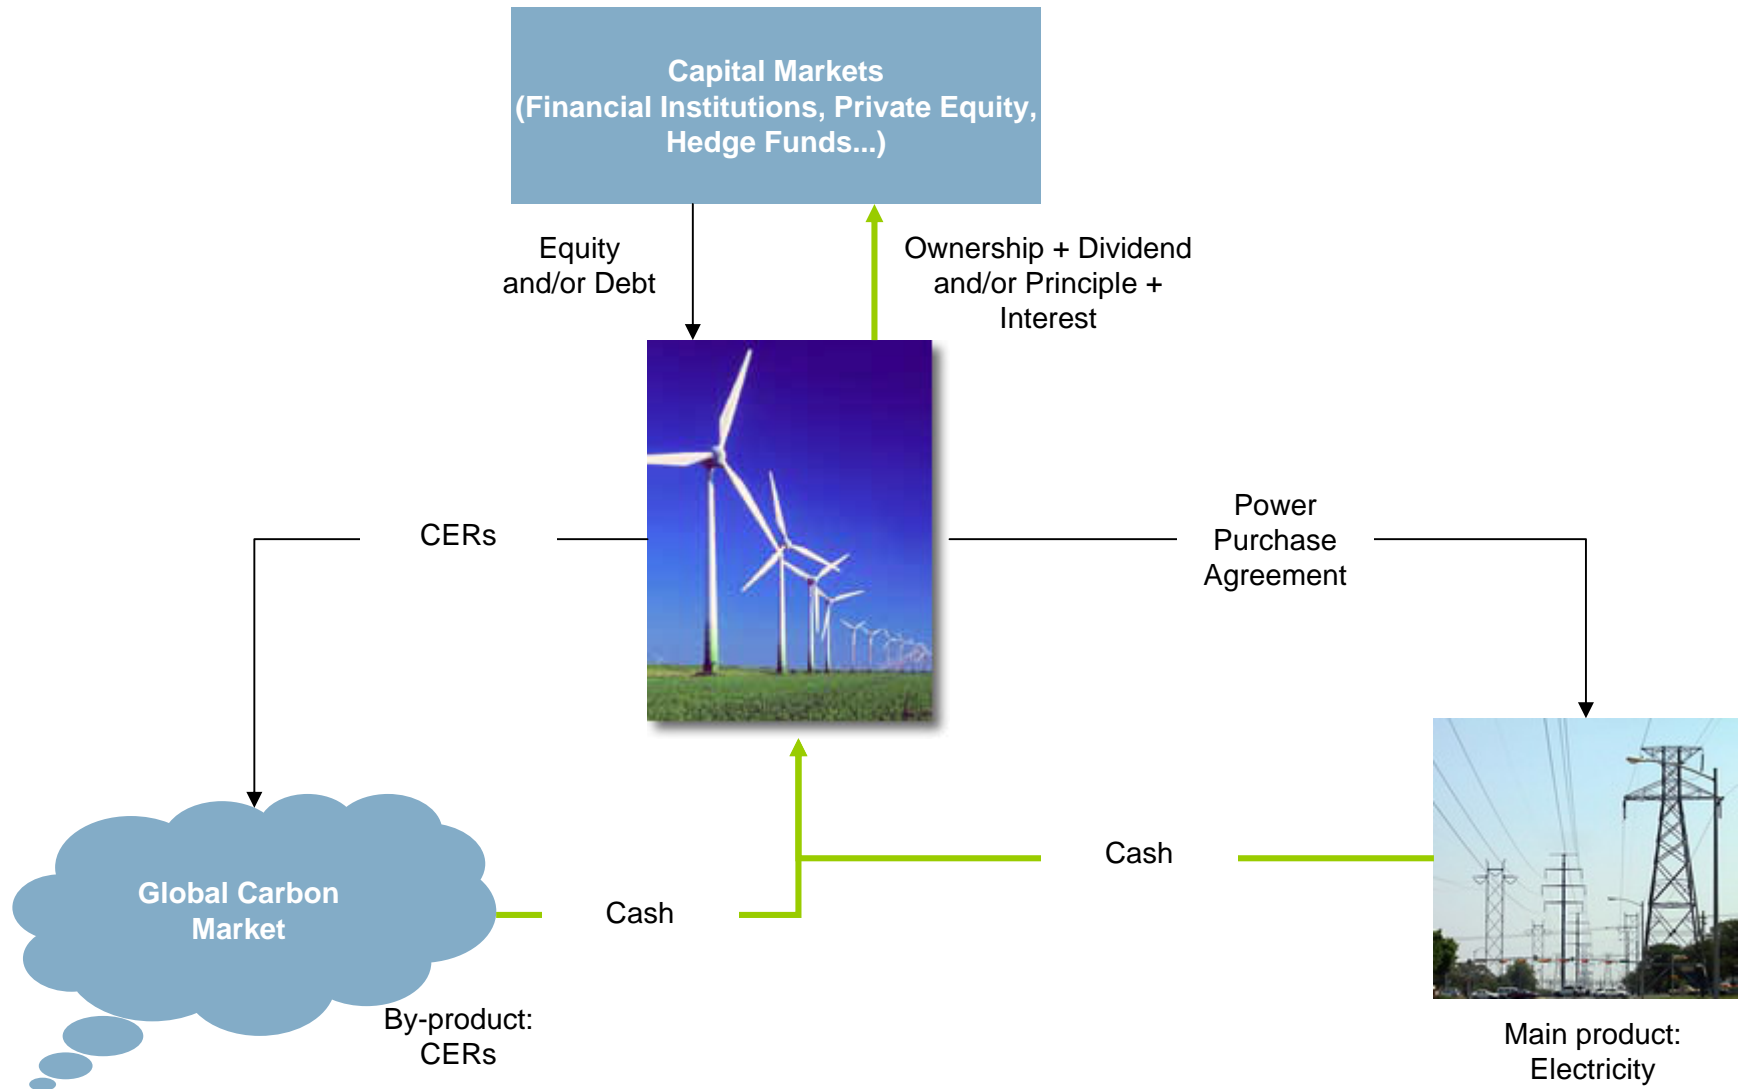 Capital Markets
(Financial Institutions, Private Equity,
Hedge Funds...)
Equity
and/or Debt
Ownership + Dividend
and/or Principle +
Interest
CERs
Power
Purchase
Agreement
Cash
Global Carbon
Market
Cash
By-product:
CERs
Main product:
Electricity